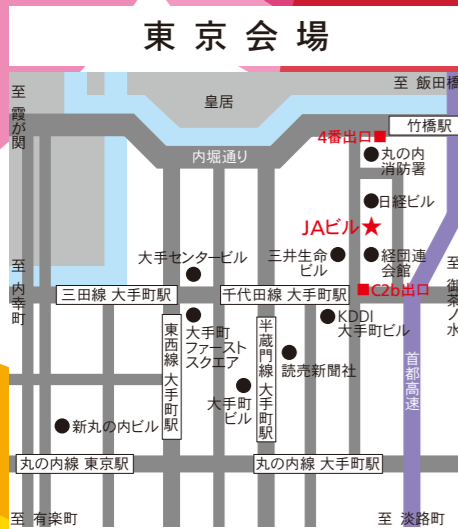 東京会場
至 飯田橋
至 霞が関
皇居
竹橋駅
4番出口■
内堀通り
丸の内
消防署
日経ビル
JAビル★
大手センタービル
三井生命
ビル
経団連
会館
至 内幸町
至 御茶ノ水
三田線 大手町駅
千代田線 大手町駅
■C2b出口
東西線 大手町駅
大手町
ファースト
スクエア
半蔵門線 大手町駅
KDDI
大手町ビル
読売新聞社
首都高速
大手町
ビル
新丸の内ビル
丸の内線 東京駅
丸の内線 大手町駅
至 有楽町
至 淡路町